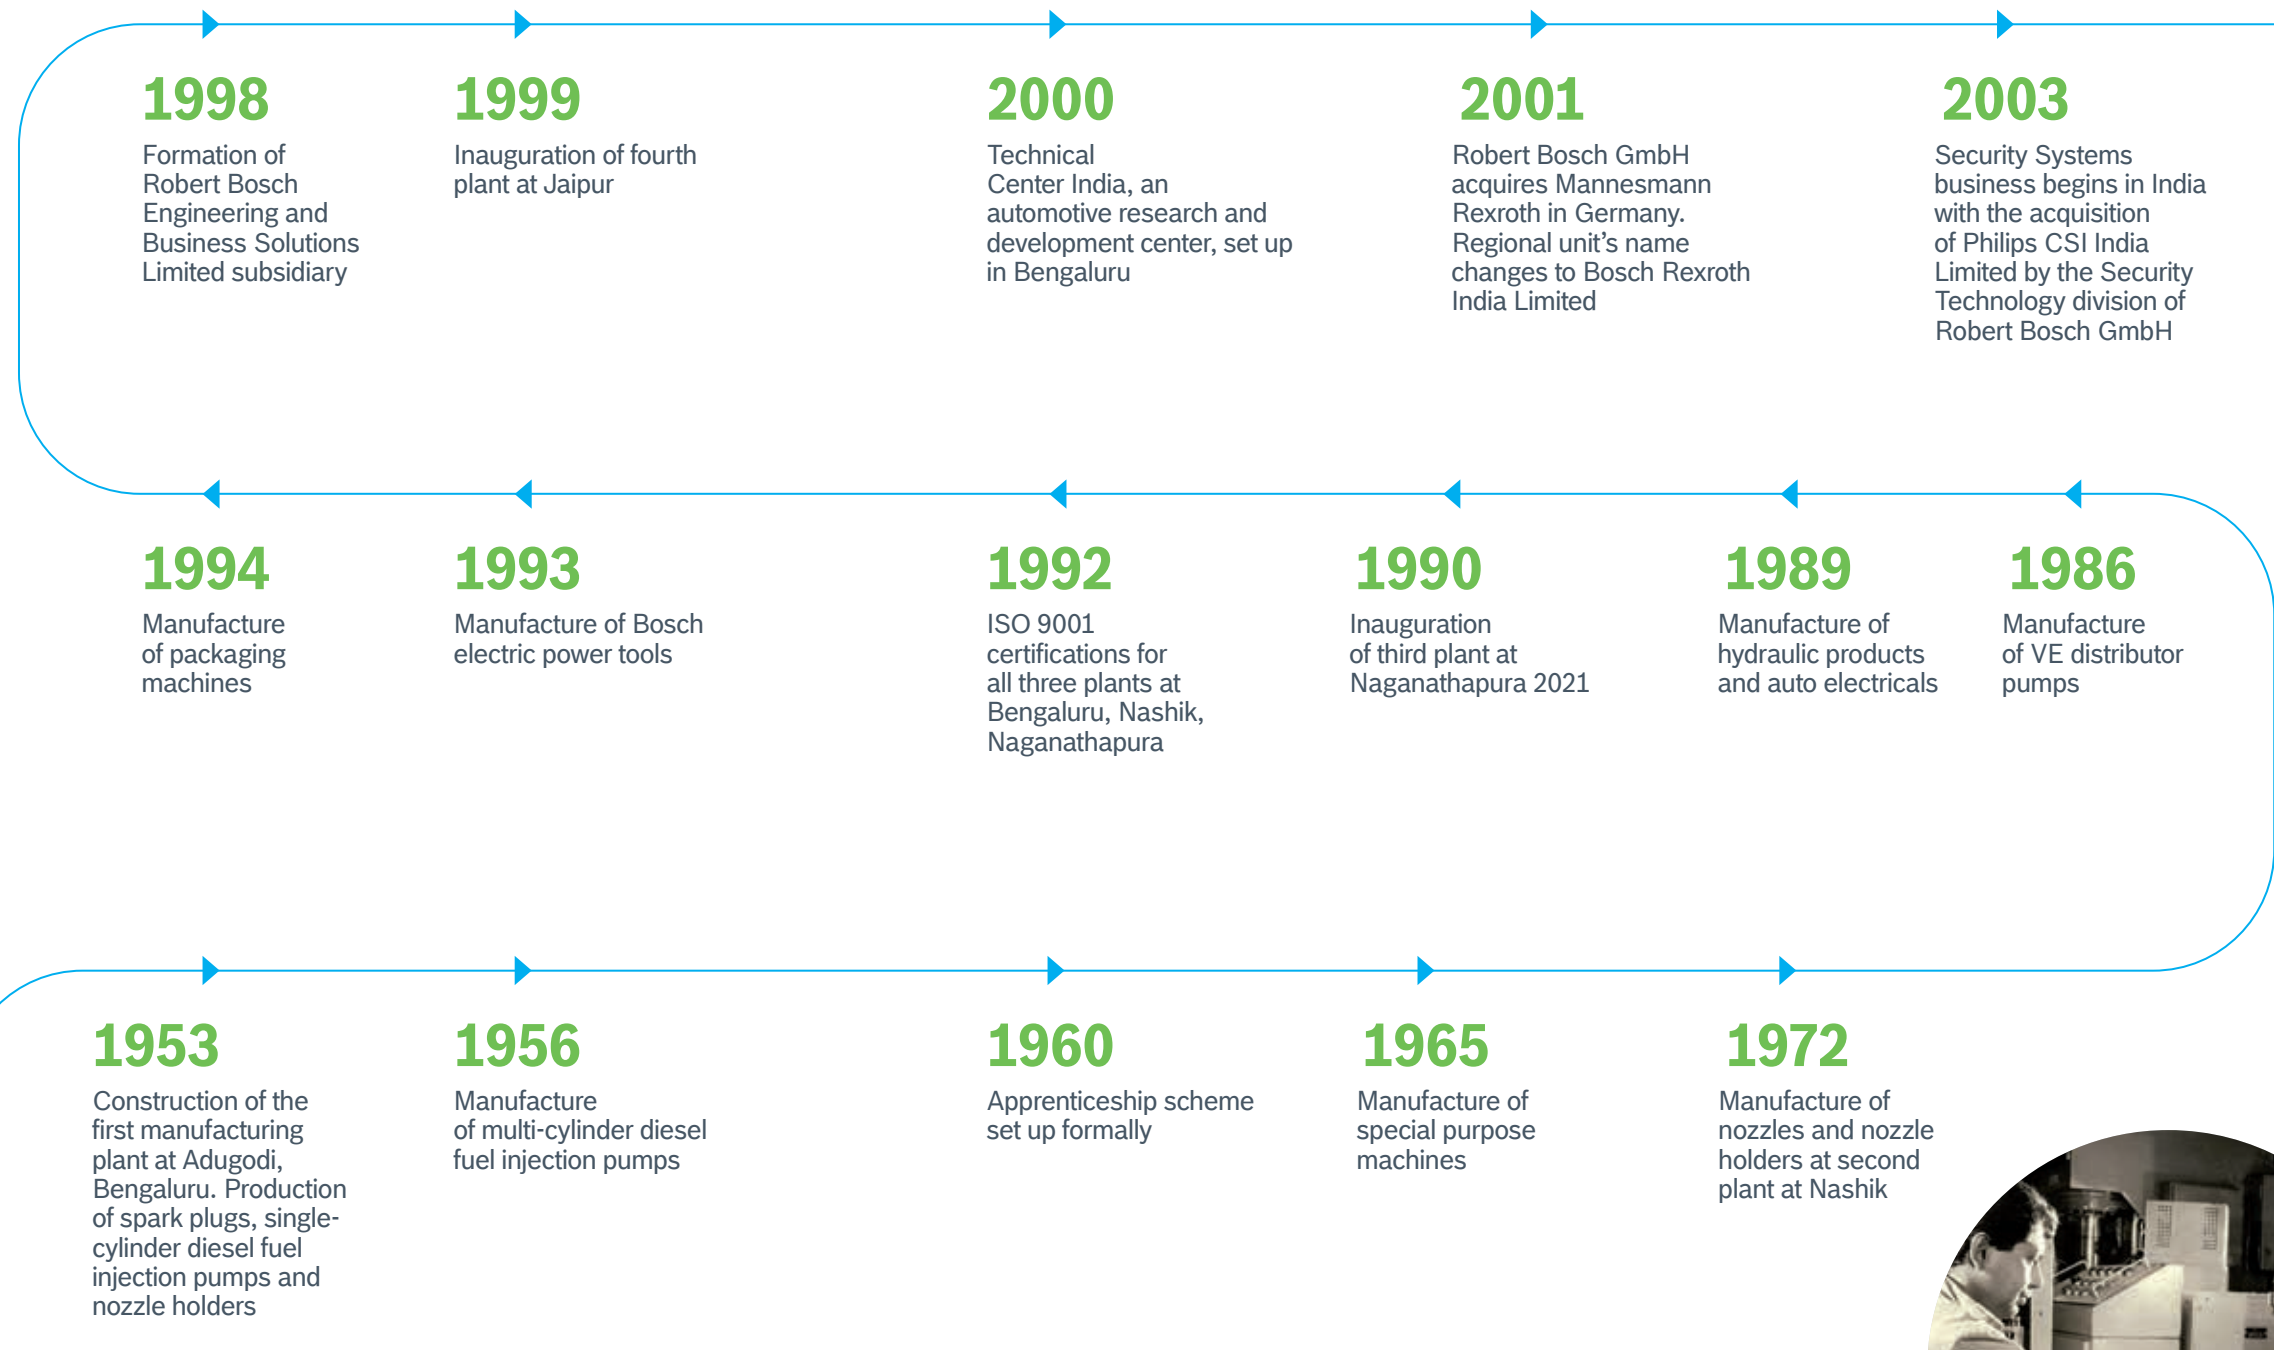 1998
Formation of
Robert Bosch
Engineering and
Business Solutions
Limited subsidiary
1999
Inauguration of fourth
plant at Jaipur
2000
Technical
Center India, an
automotive research and
development center, set up
in Bengaluru
2001
Robert Bosch GmbH
acquires Mannesmann
Rexroth in Germany.
Regional unit’s name
changes to Bosch Rexroth
India Limited
2003
Security Systems
business begins in India
with the acquisition
of Philips CSI India
Limited by the Security
Technology division of
Robert Bosch GmbH
1994
Manufacture
of packaging
machines
1993
Manufacture of Bosch
electric power tools
1992
ISO 9001
certifications for
all three plants at
Bengaluru, Nashik,
Naganathapura
1990
Inauguration
of third plant at
Naganathapura 2021
1989
Manufacture of
hydraulic products
and auto electricals
1986
Manufacture
of VE distributor
pumps
1953
Construction of the
first manufacturing
plant at Adugodi,
Bengaluru. Production
of spark plugs, single-
cylinder diesel fuel
injection pumps and
nozzle holders
1956
Manufacture
of multi-cylinder diesel
fuel injection pumps
1960
Apprenticeship scheme
set up formally
1965
Manufacture of
special purpose
machines
1972
Manufacture of
nozzles and nozzle
holders at second
plant at Nashik